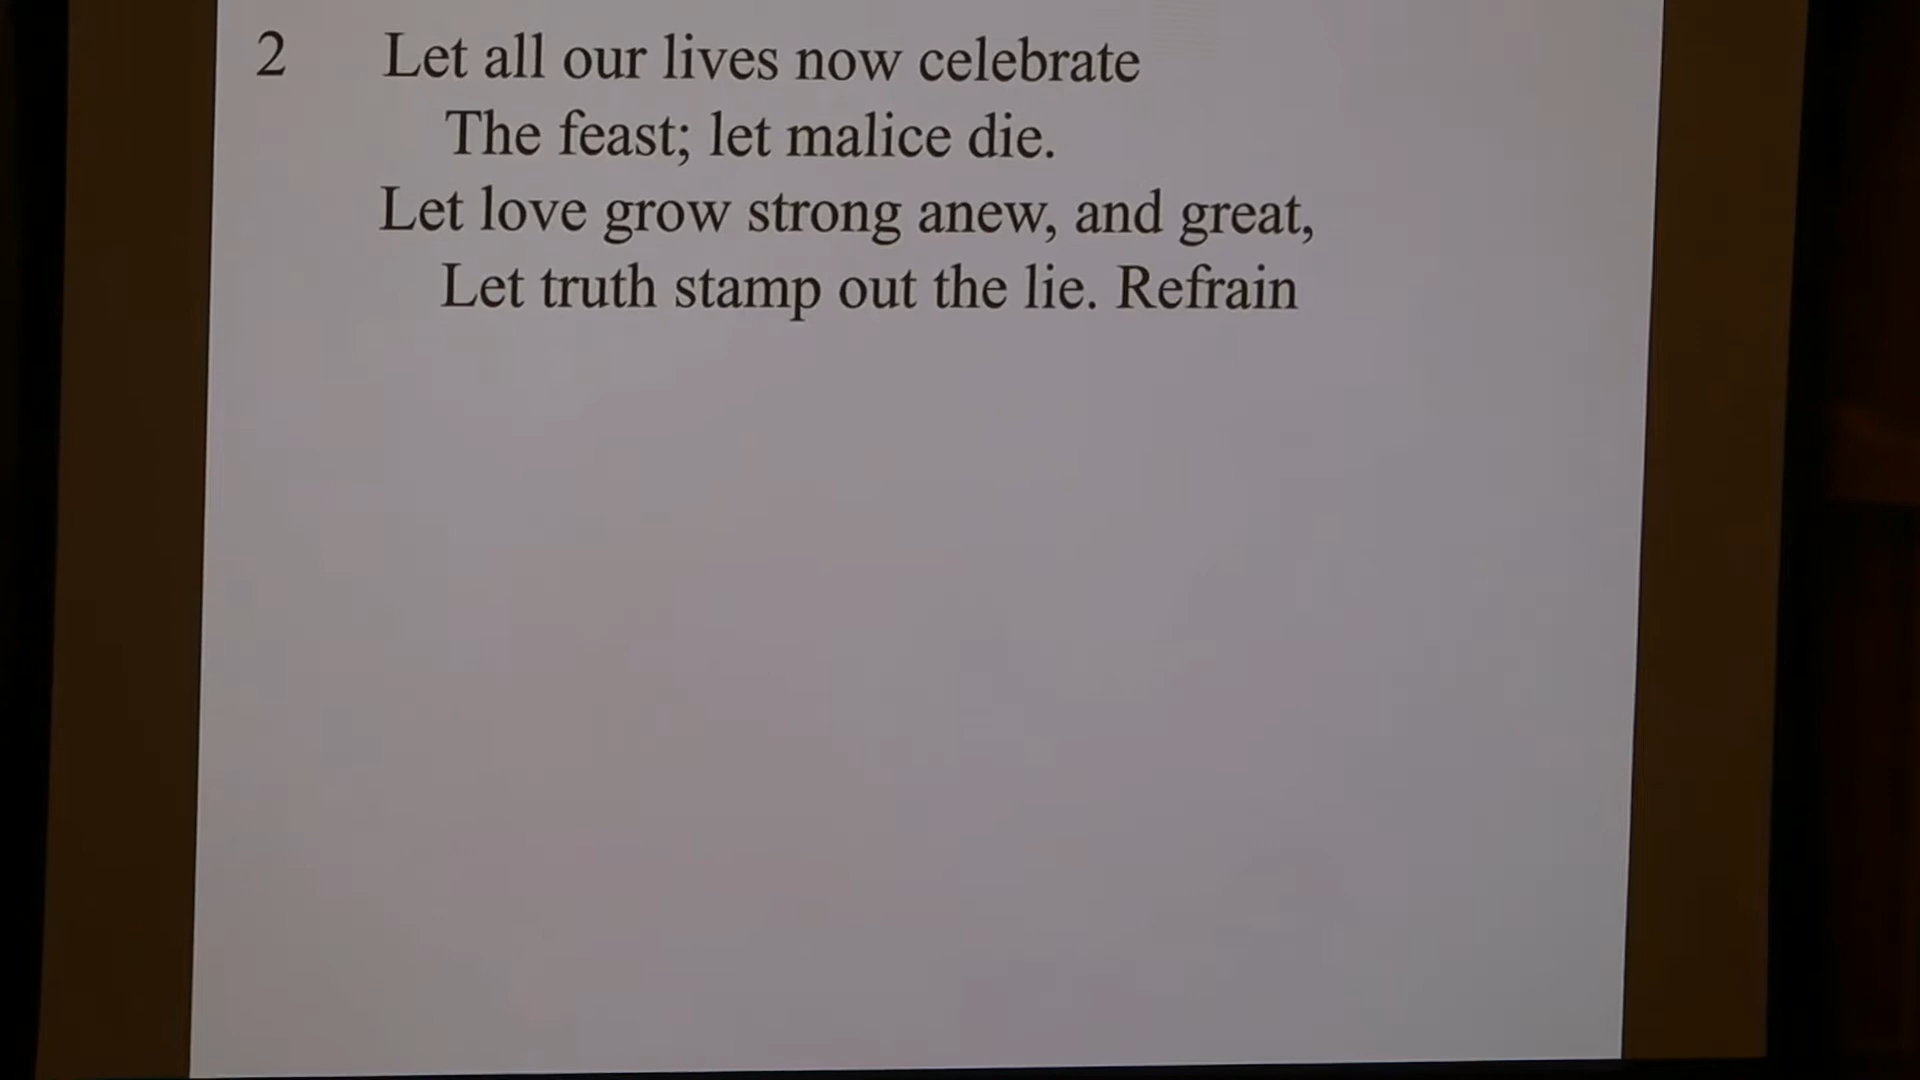 2 Let all our lives now celebrate
The feast; let malice die.
Let love grow strong anew, and great,
Let truth stamp out the lie. Refrain